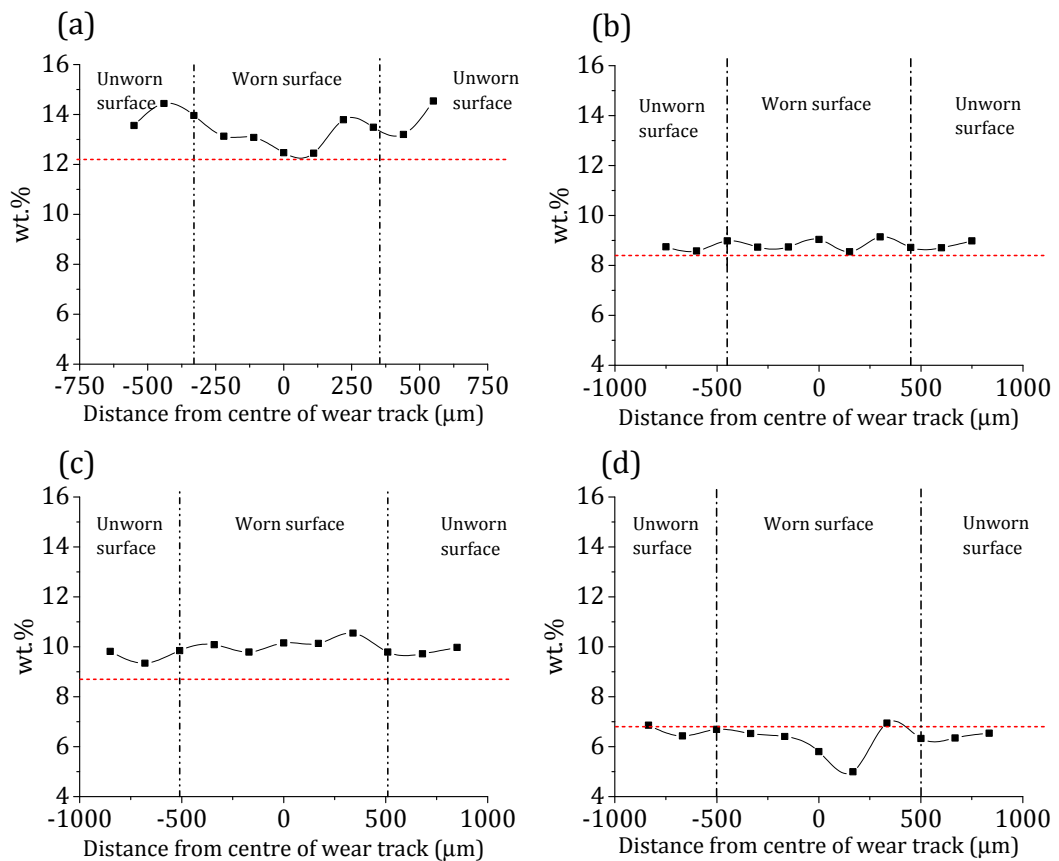 (a)
16
14
12
10
8
6
4
wt.%
Unworn
surface
Worn surface
Unworn
surface
-750 -500 -250 0 250 500 750
Distance from centre of wear track (µm)
(b)
16
14
12
10
8
6
4
wt.%
Unworn
surface
Worn surface
Unworn
surface
-1000 -500 0 500 1000
Distance from centre of wear track (µm)
(c)
16
14
12
10
8
6
4
wt.%
Unworn
surface
Worn surface
Unworn
surface
-1000 -500 0 500 1000
Distance from centre of wear track (µm)
(d)
16
14
12
10
8
6
4
wt.%
Unworn
surface
Worn surface
Unworn
surface
-1000 -500 0 500 1000
Distance from centre of wear track (µm)